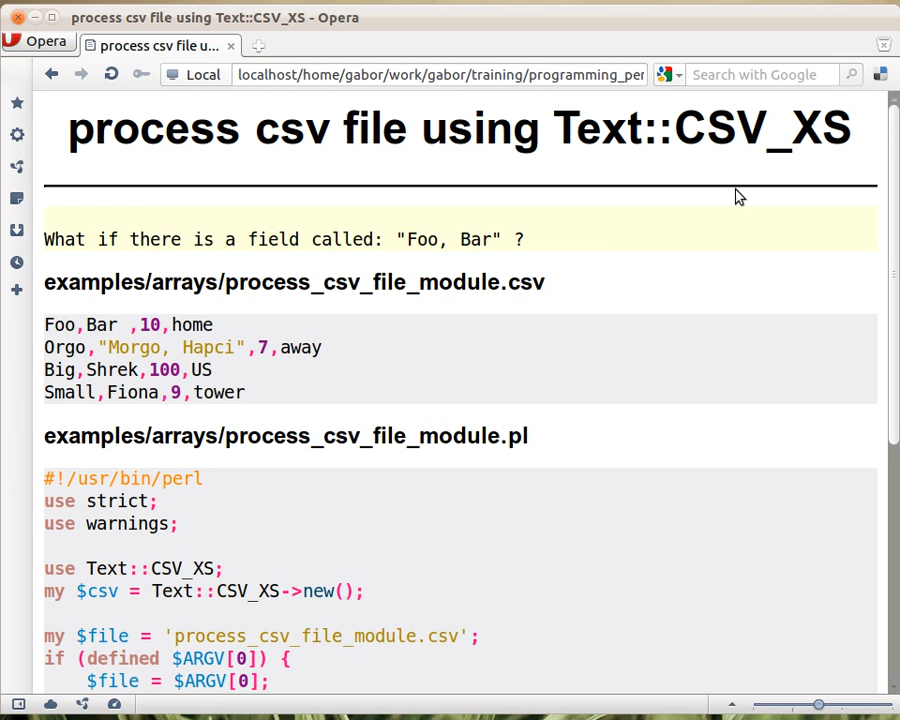 process csv file using Text::CSV_XS - Opera
Opera
process csv file u...
Local
localhost/home/gabor/work/gabor/training/programming_per
Search with Google
process csv file using Text::CSV_XS
What if there is a field called: "Foo, Bar" ?
examples/arrays/process_csv_file_module.csv
Foo,Bar ,10,home
Orgo,"Morgo, Hapci",7,away
Big,Shrek,100,US
Small,Fiona,9,tower
examples/arrays/process_csv_file_module.pl
#!/usr/bin/perl
use strict;
use warnings;
use Text::CSV_XS;
my $csv = Text::CSV_XS->new();
my $file = 'process_csv_file_module.csv';
if (defined $ARGV[0]) {
    $file = $ARGV[0];